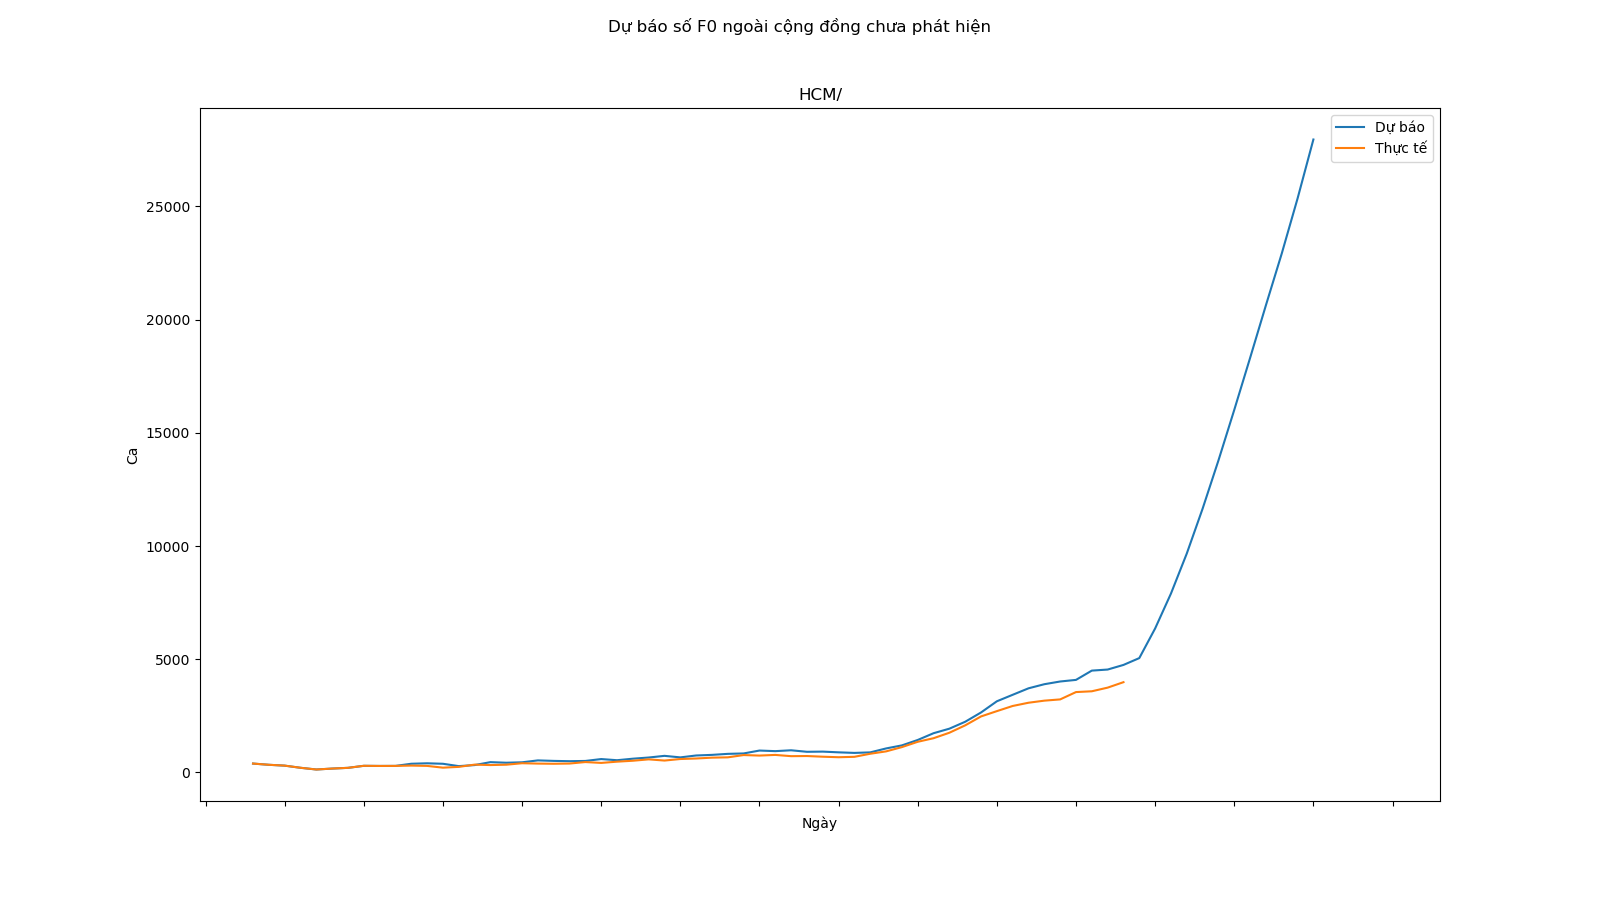 Dự báo số F0 ngoài cộng đồng chưa phát hiện
HCM/
Dự báo
Thực tế
25000
20000
15000
10000
5000
0
Ca
Ngày